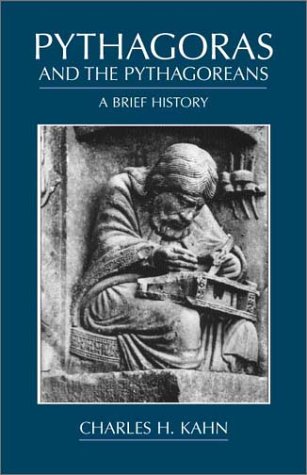 PYTHAGORAS
AND THE PYTHAGOREANS
A BRIEF HISTORY
CHARLES H. KAHN